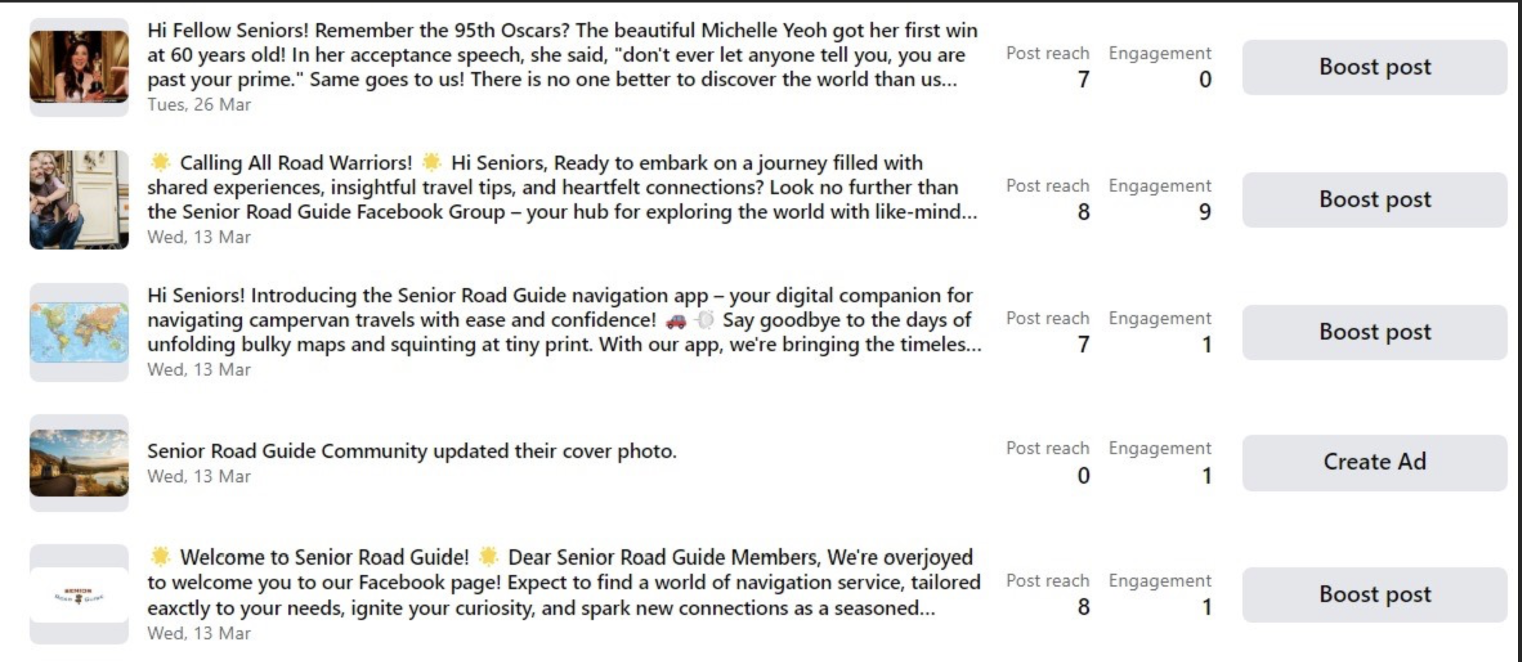 Hi Fellow Seniors! Remember the 95th Oscars? The beautiful Michelle Yeoh got her first win
at 60 years old! In her acceptance speech, she said, "don't ever let anyone tell you, you are
past your prime." Same goes to us! There is no one better to discover the world than us...
Tues, 26 Mar
Post reach Engagement
7 0
Boost post
🌟 Calling All Road Warriors! 🌟 Hi Seniors, Ready to embark on a journey filled with
shared experiences, insightful travel tips, and heartfelt connections? Look no further than
the Senior Road Guide Facebook Group – your hub for exploring the world with like-mind...
Wed, 13 Mar
Post reach Engagement
8 9
Boost post
Hi Seniors! Introducing the Senior Road Guide navigation app – your digital companion for
navigating campervan travels with ease and confidence! 🚗💨 Say goodbye to the days of
unfolding bulky maps and squinting at tiny print. With our app, we're bringing the timeles...
Wed, 13 Mar
Post reach Engagement
7 1
Boost post
Senior Road Guide Community updated their cover photo.
Wed, 13 Mar
Post reach Engagement
0 1
Create Ad
SENIOR
ROAD GUIDE
🌟 Welcome to Senior Road Guide! 🌟 Dear Senior Road Guide Members, We're overjoyed
to welcome you to our Facebook page! Expect to find a world of navigation service, tailored
eaxctly to your needs, ignite your curiosity, and spark new connections as a seasoned...
Wed, 13 Mar
Post reach Engagement
8 1
Boost post